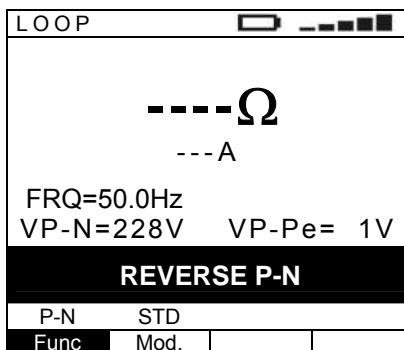 LOOP
----Ω
---A
FRQ=50.0Hz
VP-N=228V VP-Pe= 1V
REVERSE P-N
P-N STD
Func Mod.